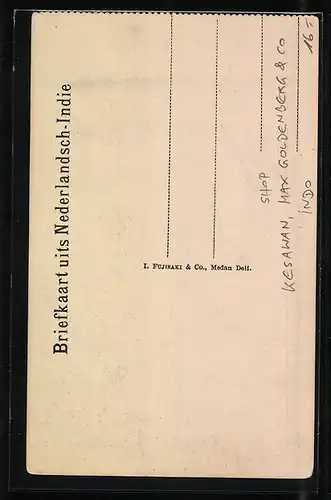 Briefkaart uits Nederlandsch-Indie
I. FUJISAKI & Co., Medan Deli.
SHOP
KESAWAN, MAX GOLDENBERG & CO
INDO
16=